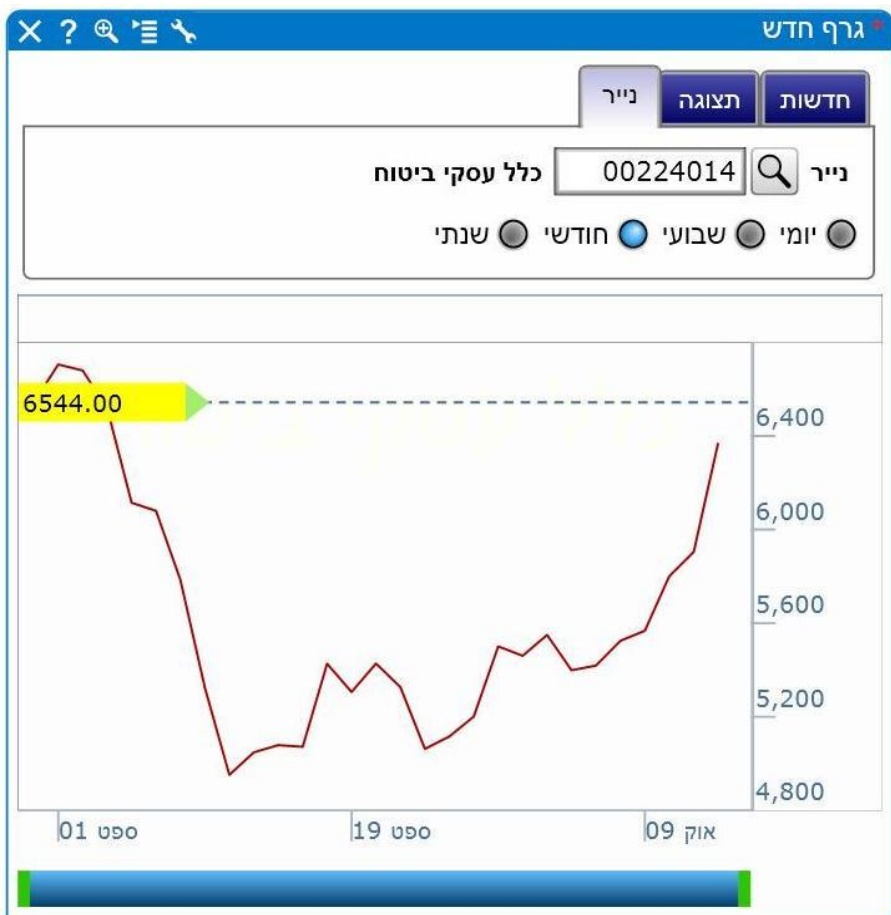 * גרף חדש
חדשות תצוגה נייר
נייר 00224014 כלל עסקי ביטוח
יומי שבועי חודשי שנתי
6544.00
6,400
6,000
5,600
5,200
4,800
01 ספט 19 ספט 09 אוק